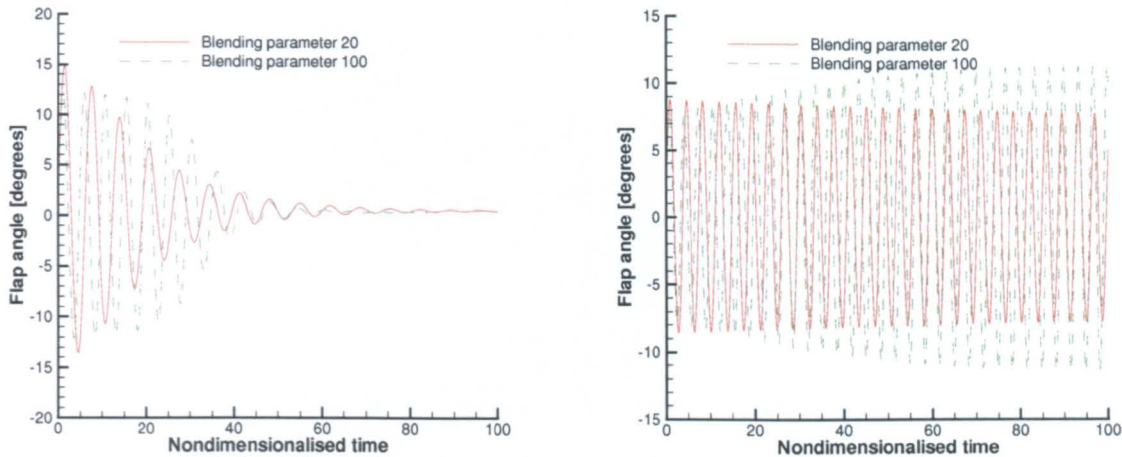 20
15
10
5
0
-5
-10
-15
-20
Flap angle [degrees]
Blending parameter 20
Blending parameter 100
0 20 40 60 80 100
Nondimensionalised time
15
10
5
0
-5
-10
-15
Flap angle [degrees]
Blending parameter 20
Blending parameter 100
0 20 40 60 80 100
Nondimensionalised time